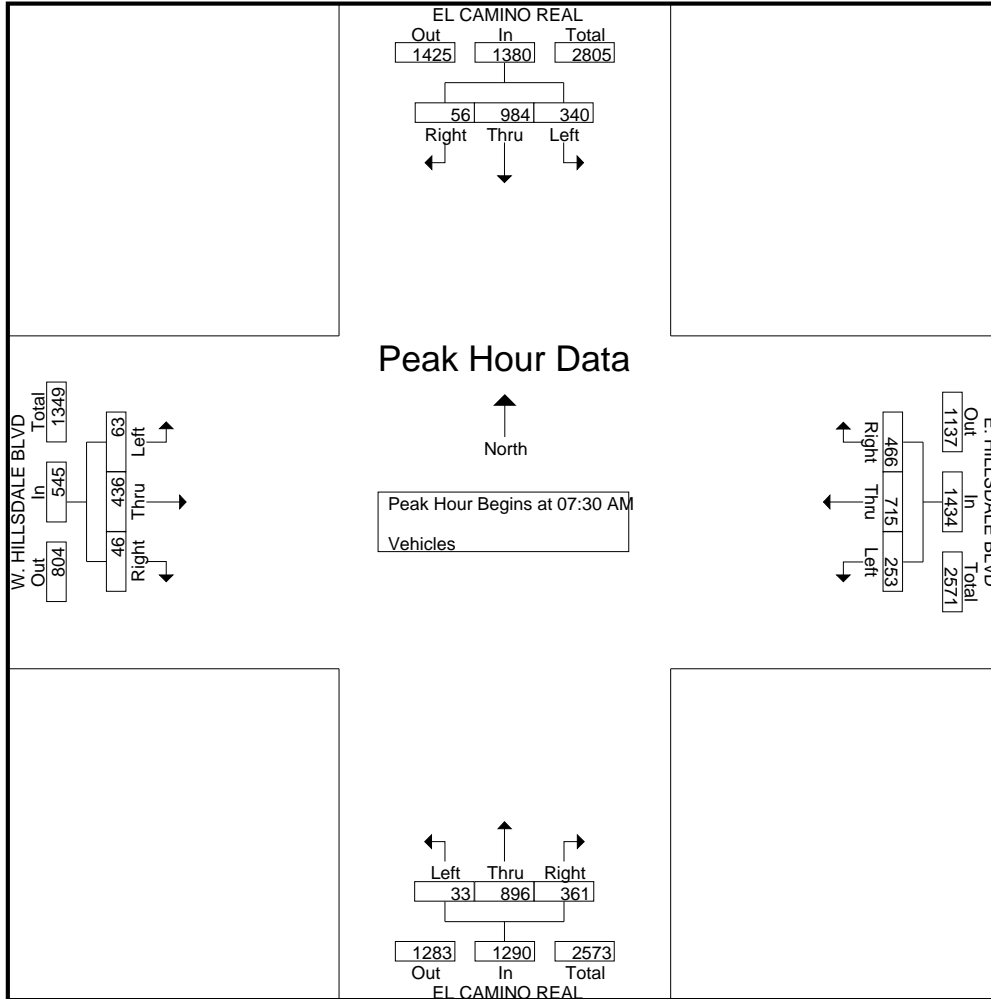 EL CAMINO REAL
Out In Total
1425 1380 2805
56 984 340
Right Thru Left
Peak Hour Data
North
Peak Hour Begins at 07:30 AM
Vehicles
W. HILLSDALE BLVD
Out In Total
804 545 1349
46 436 63
Right Thru Left
E. HILLSDALE BLVD
Out In Total
1137 1434 2571
466 715 253
Right Thru Left
Left Thru Right
33 896 361
1283 1290 2573
Out In Total
EL CAMINO REAL